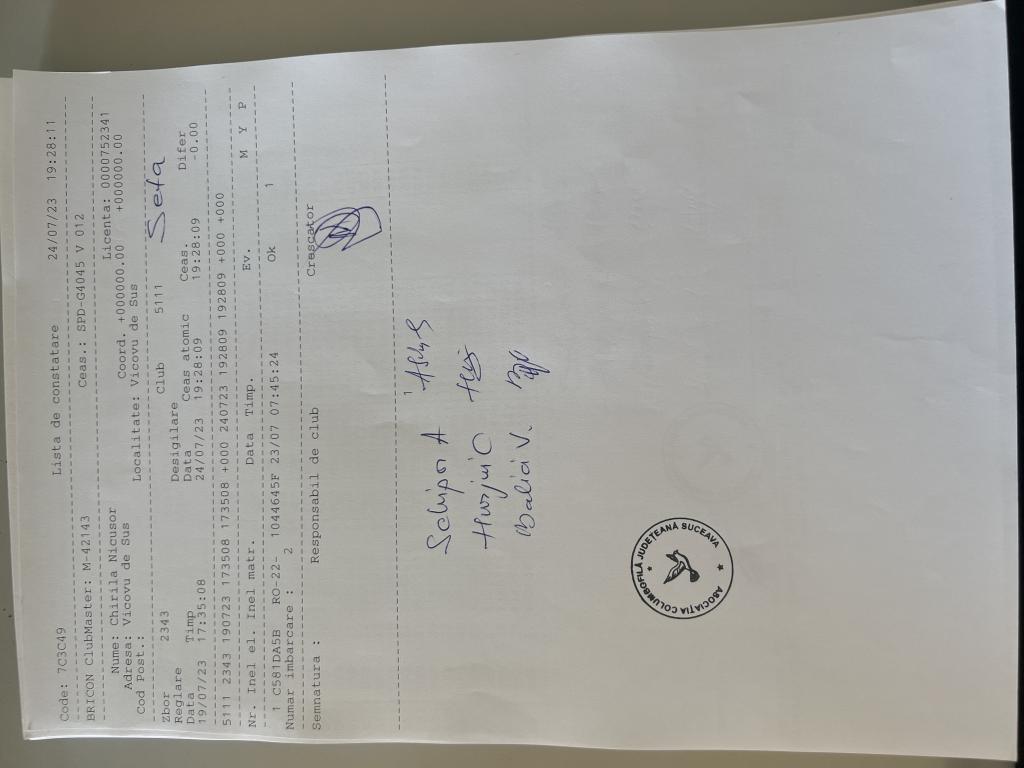 Code: 7C3C49 Lista de constatare 24/07/23 19:28:11
BRICON ClubMaster: M-42143 Ceas.: SPD-G4045 V 012
Nume: Chirila Nicusor Licenta: 0000752341
Adresa: Vicovu de Sus Coord. +000000.00 +000000.00
Cod Post.: Localitate: Vicovu de Sus
Seta
Zbor 2343 Club 5111
Reglare Desigilare
Data Timp Data Ceas atomic Ceas. Difer
19/07/23 17:35:08 24/07/23 19:28:09 19:28:09 -0.00
5111 2343 190723 173508 173508 +000 240723 192809 192809 +000 +000
Nr. Inel el. Inel matr. Data Timp. Ev. M Y P
1 C581DA5B RO-22- 1044645F 23/07 07:45:24 Ok 1
Numar imbarcare : 2
Semnatura : Responsabil de club Crescator
1
Schipor A
C
V.
ASOCIAȚIA COLUMBOFILĂ JUDEȚEANĂ SUCEAVA